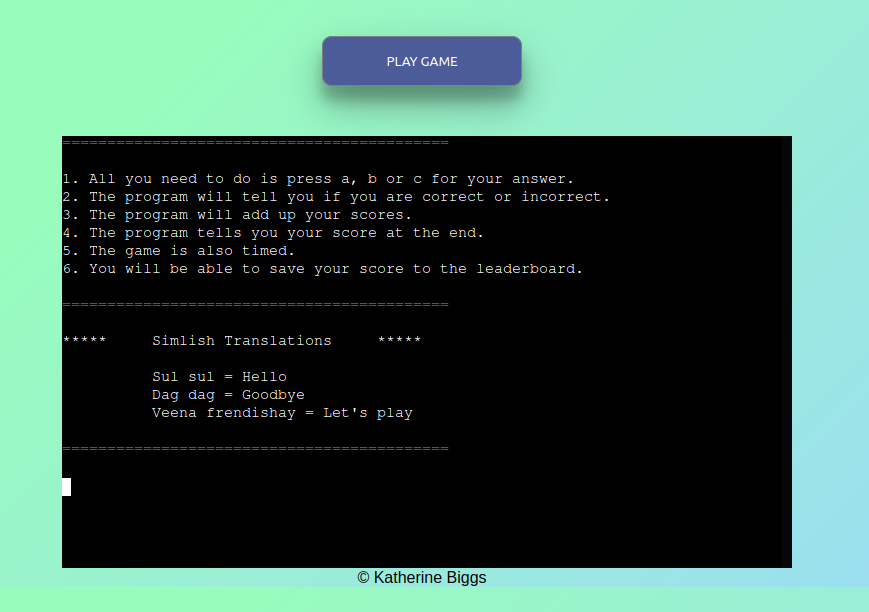 PLAY GAME
===========================================
1. All you need to do is press a, b or c for your answer.
2. The program will tell you if you are correct or incorrect.
3. The program will add up your scores.
4. The program tells you your score at the end.
5. The game is also timed.
6. You will be able to save your score to the leaderboard.
===========================================
***** Simlish Translations *****
Sul sul = Hello
Dag dag = Goodbye
Veena frendishay = Let's play
===========================================
© Katherine Biggs